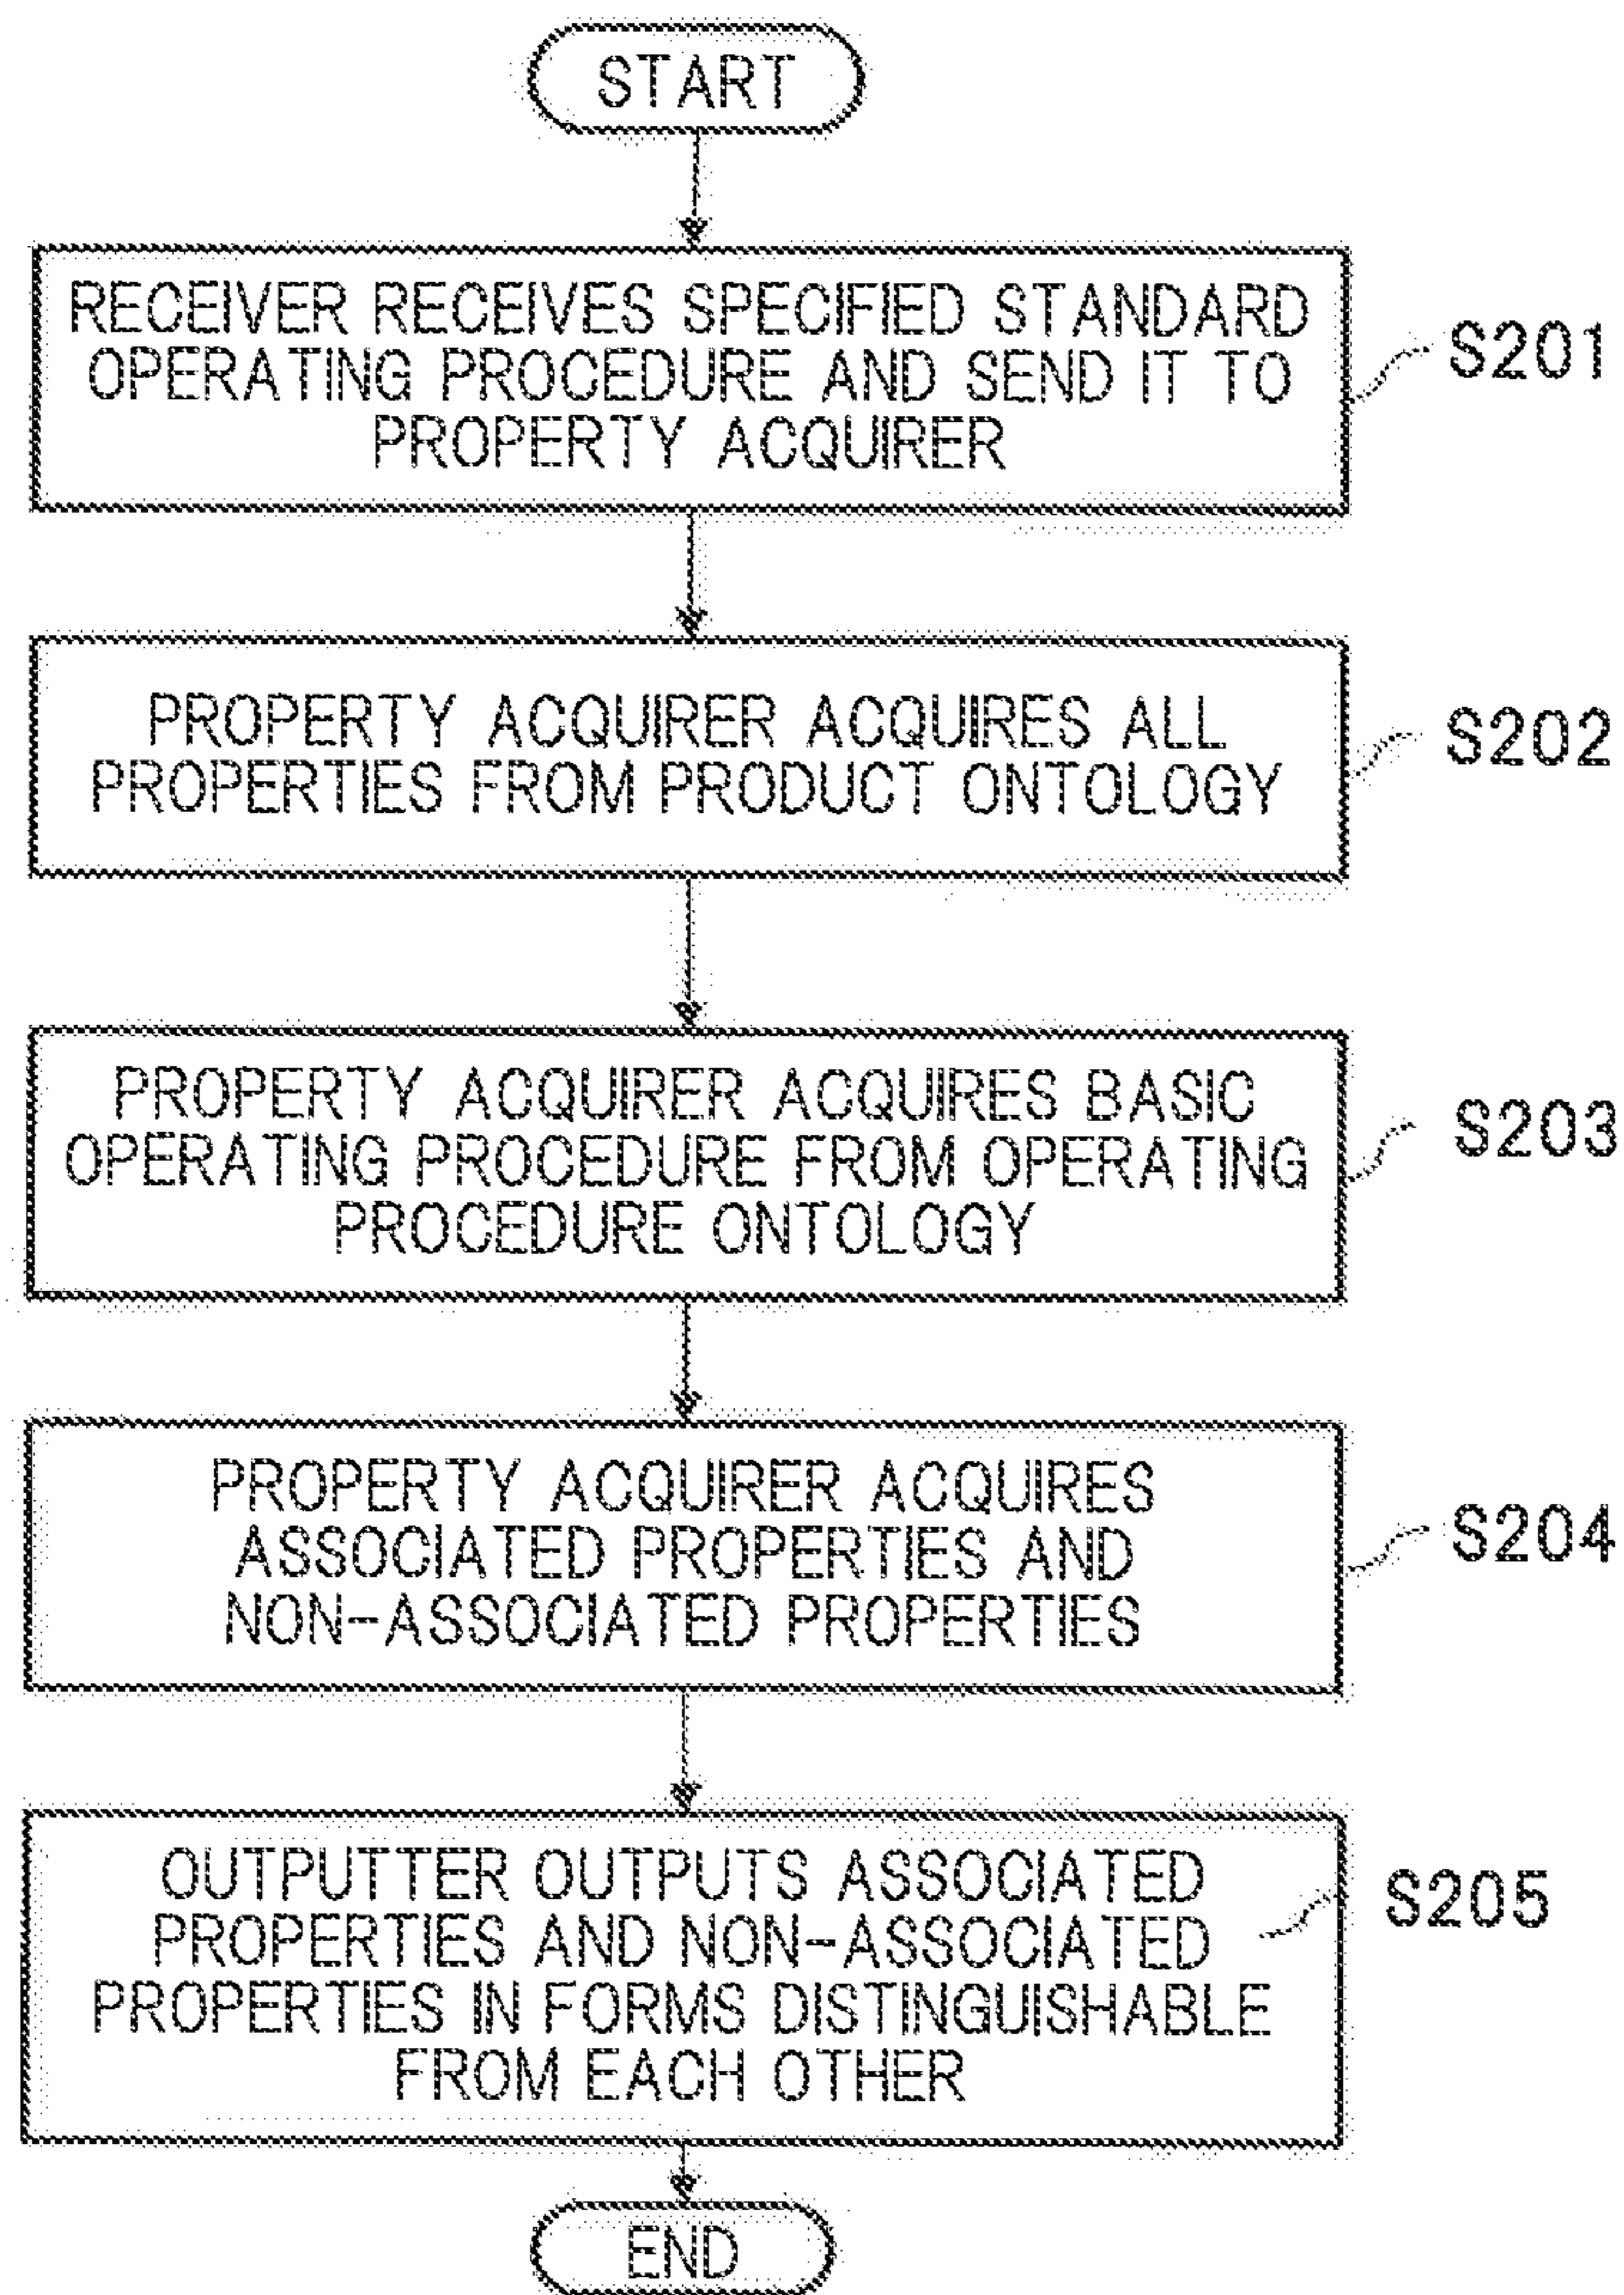 START
RECEIVER RECEIVES SPECIFIED STANDARD
OPERATING PROCEDURE AND SEND IT TO
PROPERTY ACQUIRER
S201
PROPERTY ACQUIRER ACQUIRES ALL
PROPERTIES FROM PRODUCT ONTOLOGY
S202
PROPERTY ACQUIRER ACQUIRES BASIC
OPERATING PROCEDURE FROM OPERATING
PROCEDURE ONTOLOGY
S203
PROPERTY ACQUIRER ACQUIRES
ASSOCIATED PROPERTIES AND
NON-ASSOCIATED PROPERTIES
S204
OUTPUTTER OUTPUTS ASSOCIATED
PROPERTIES AND NON-ASSOCIATED
PROPERTIES IN FORMS DISTINGUISHABLE
FROM EACH OTHER
S205
END